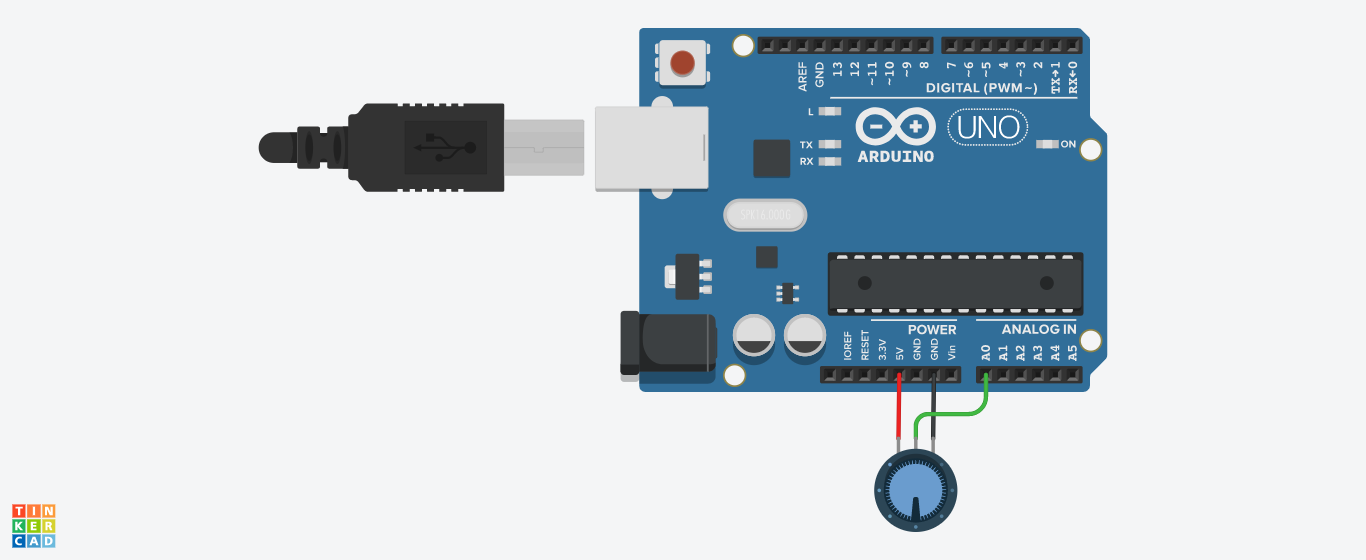 AREF
GND
13
12
~11
~10
~9
8
7
~6
~5
4
~3
2
TX→1
RX←0
DIGITAL (PWM~)
L
TX
RX
ARDUINO
UNO
ON
SPK16.000G
POWER
ANALOG IN
IOREF
RESET
3.3V
5V
GND
GND
Vin
A0
A1
A2
A3
A4
A5
TIN
KER
CAD